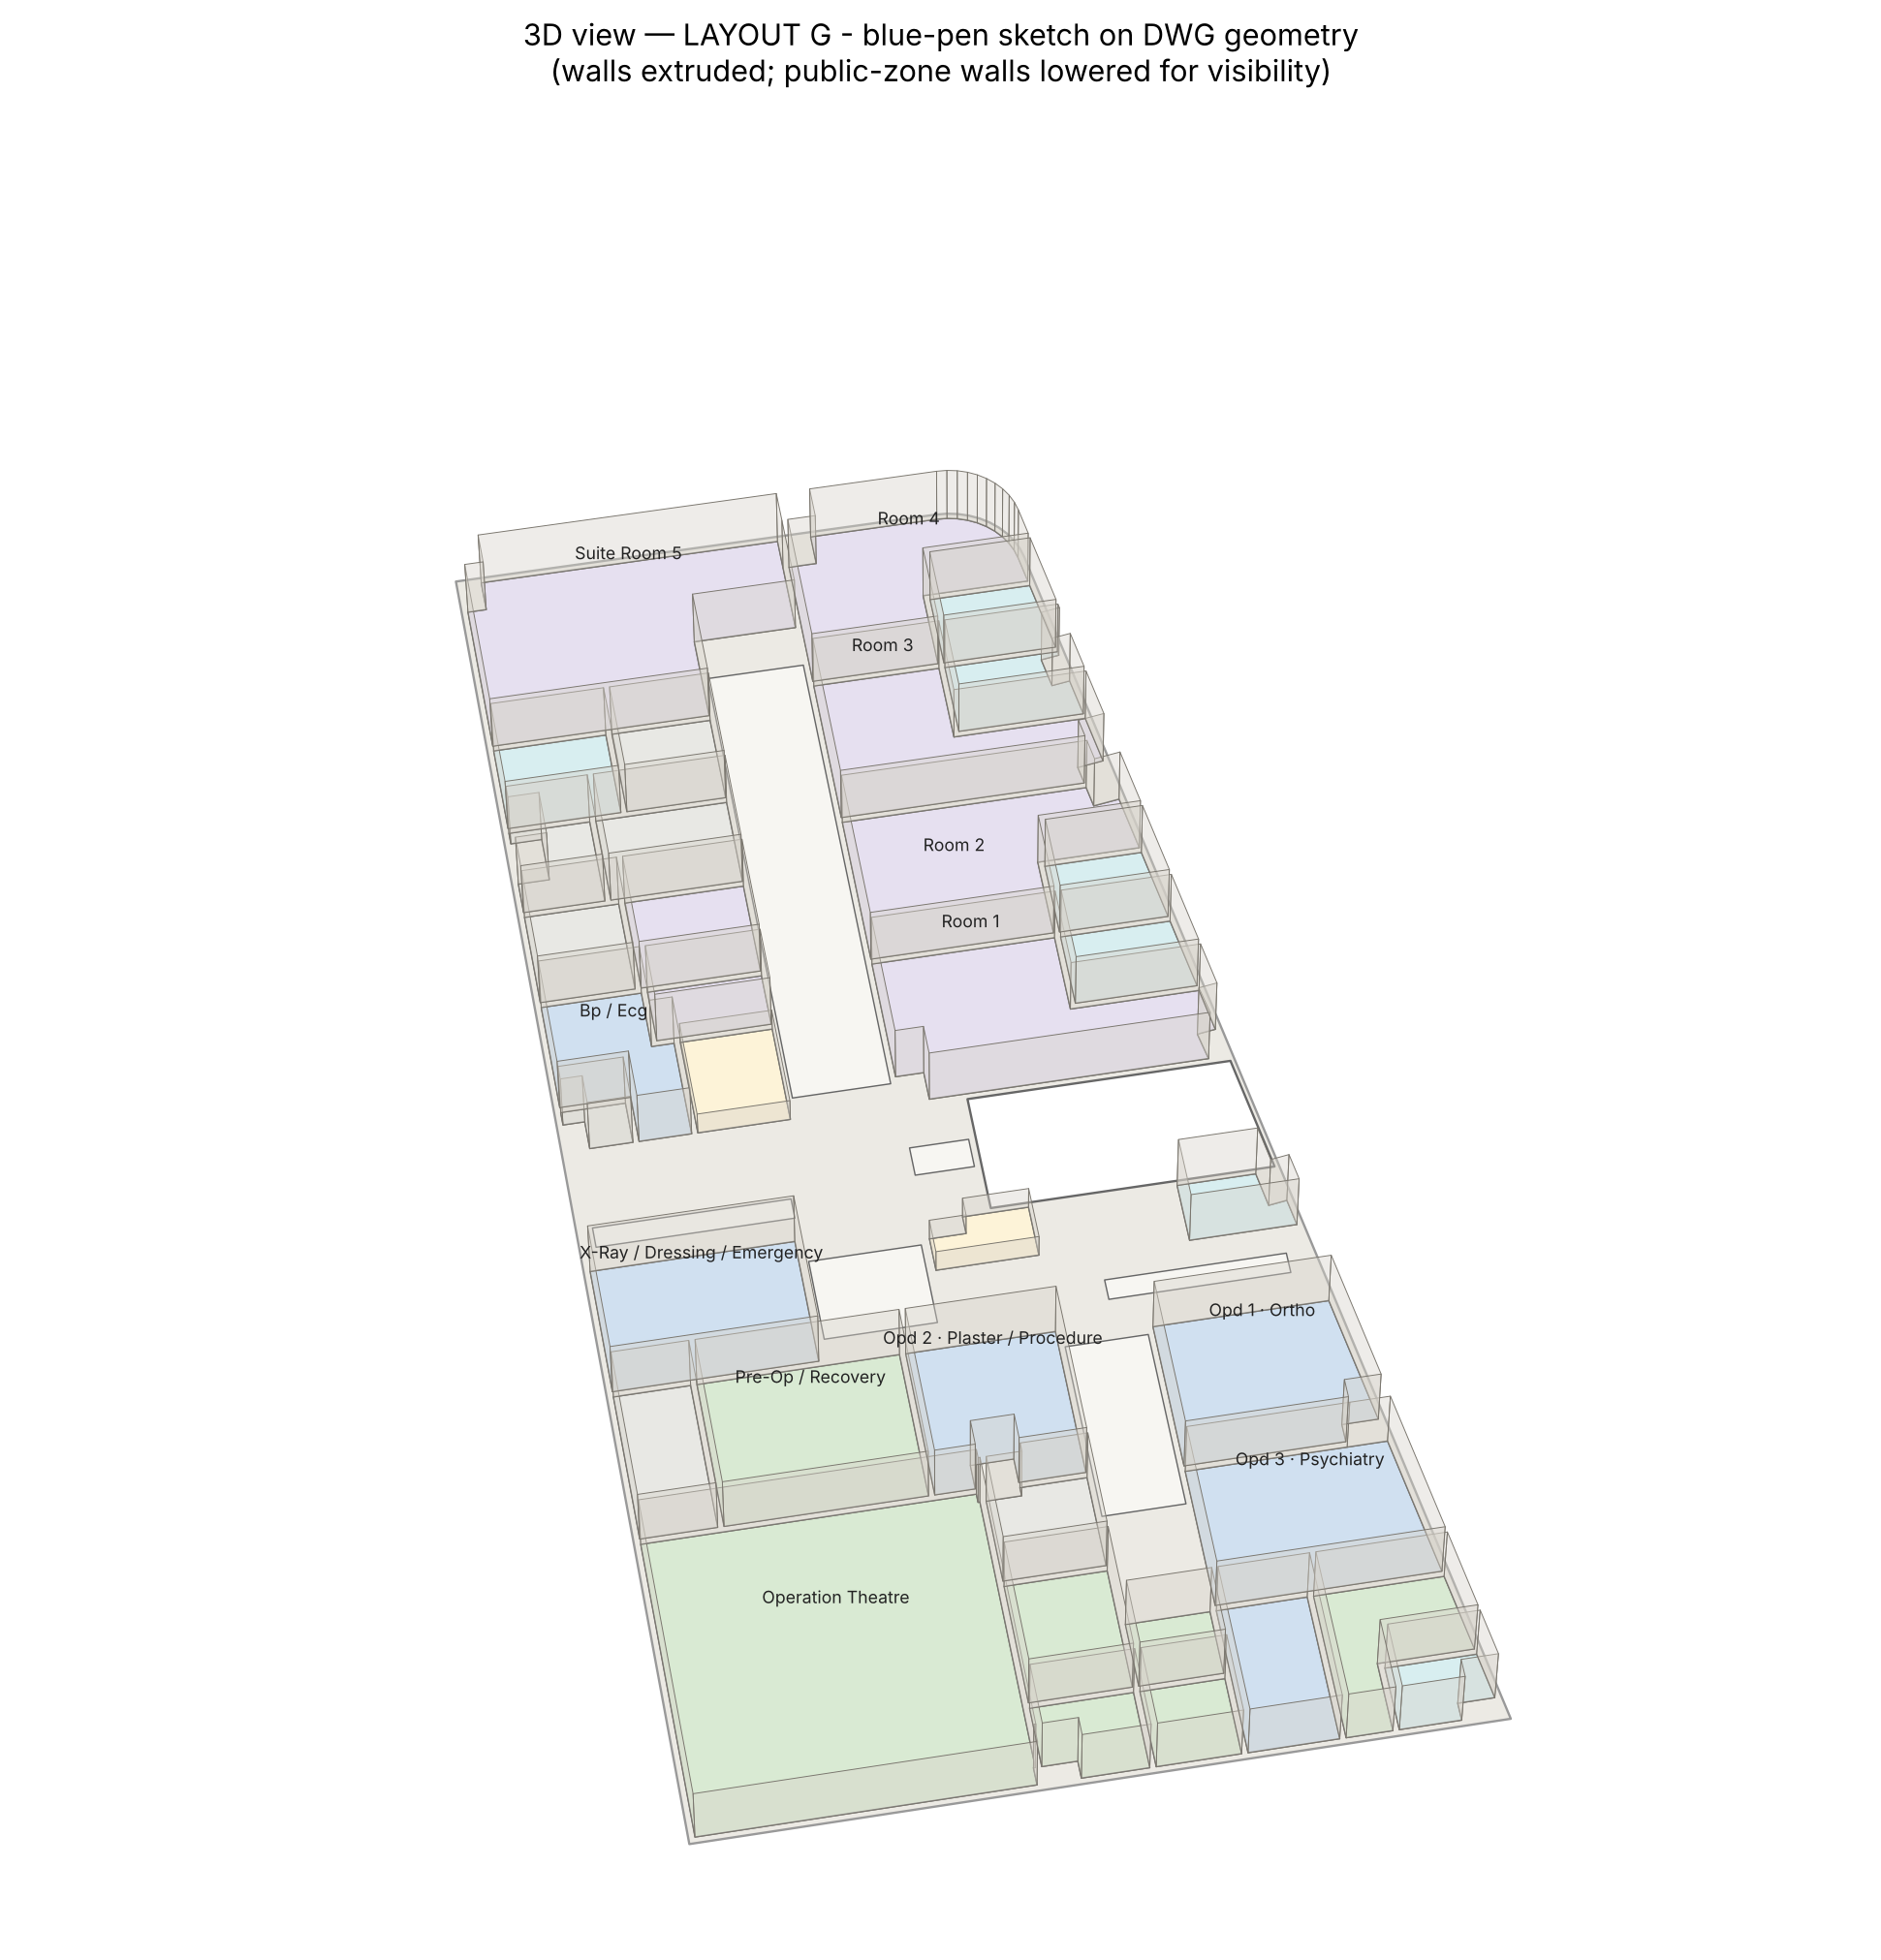 3D view — LAYOUT G - blue-pen sketch on DWG geometry
(walls extruded; public-zone walls lowered for visibility)
Room 4
Suite Room 5
Room 3
Room 2
Room 1
Bp / Ecg
X-Ray / Dressing / Emergency
Opd 1 · Ortho
Opd 2 · Plaster / Procedure
Pre-Op / Recovery
Opd 3 · Psychiatry
Operation Theatre